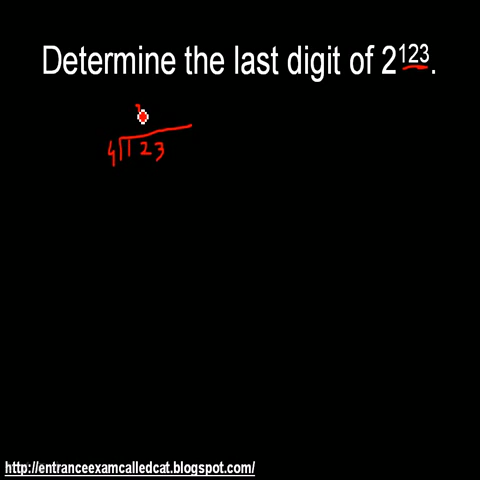 Determine the last digit of 2¹²³.
4 123
http://entranceexamcalledcat.blogspot.com/